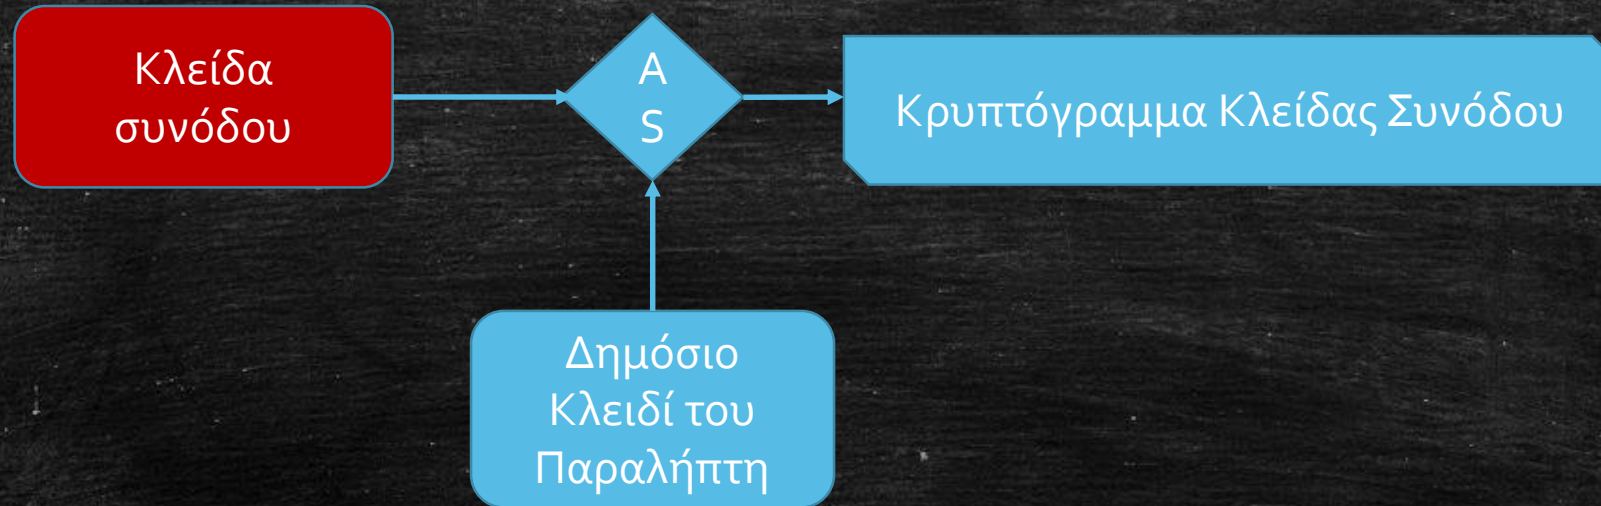 Κλείδα
συνόδου
A
S
Κρυπτόγραμμα Κλείδας Συνόδου
Δημόσιο
Κλειδί του
Παραλήπτη